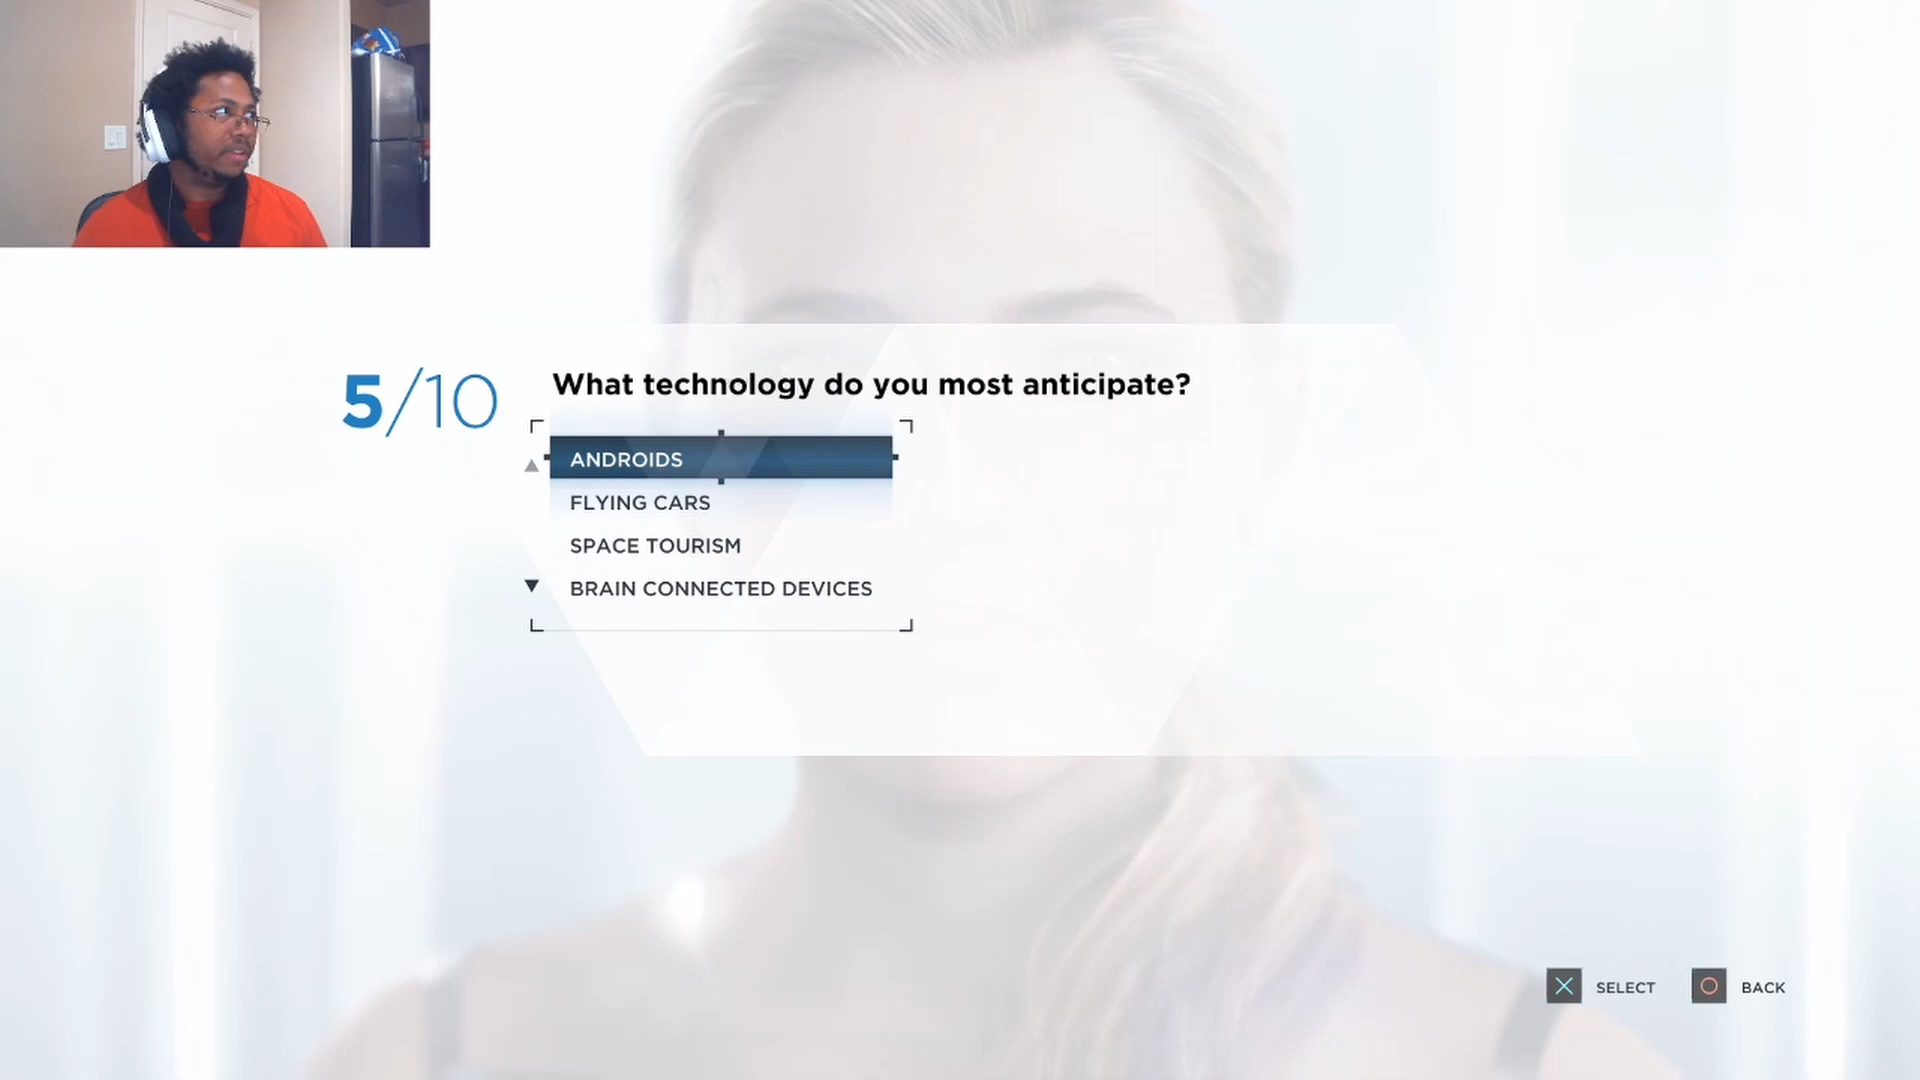 5/10
What technology do you most anticipate?
ANDROIDS
FLYING CARS
SPACE TOURISM
BRAIN CONNECTED DEVICES
SELECT
BACK